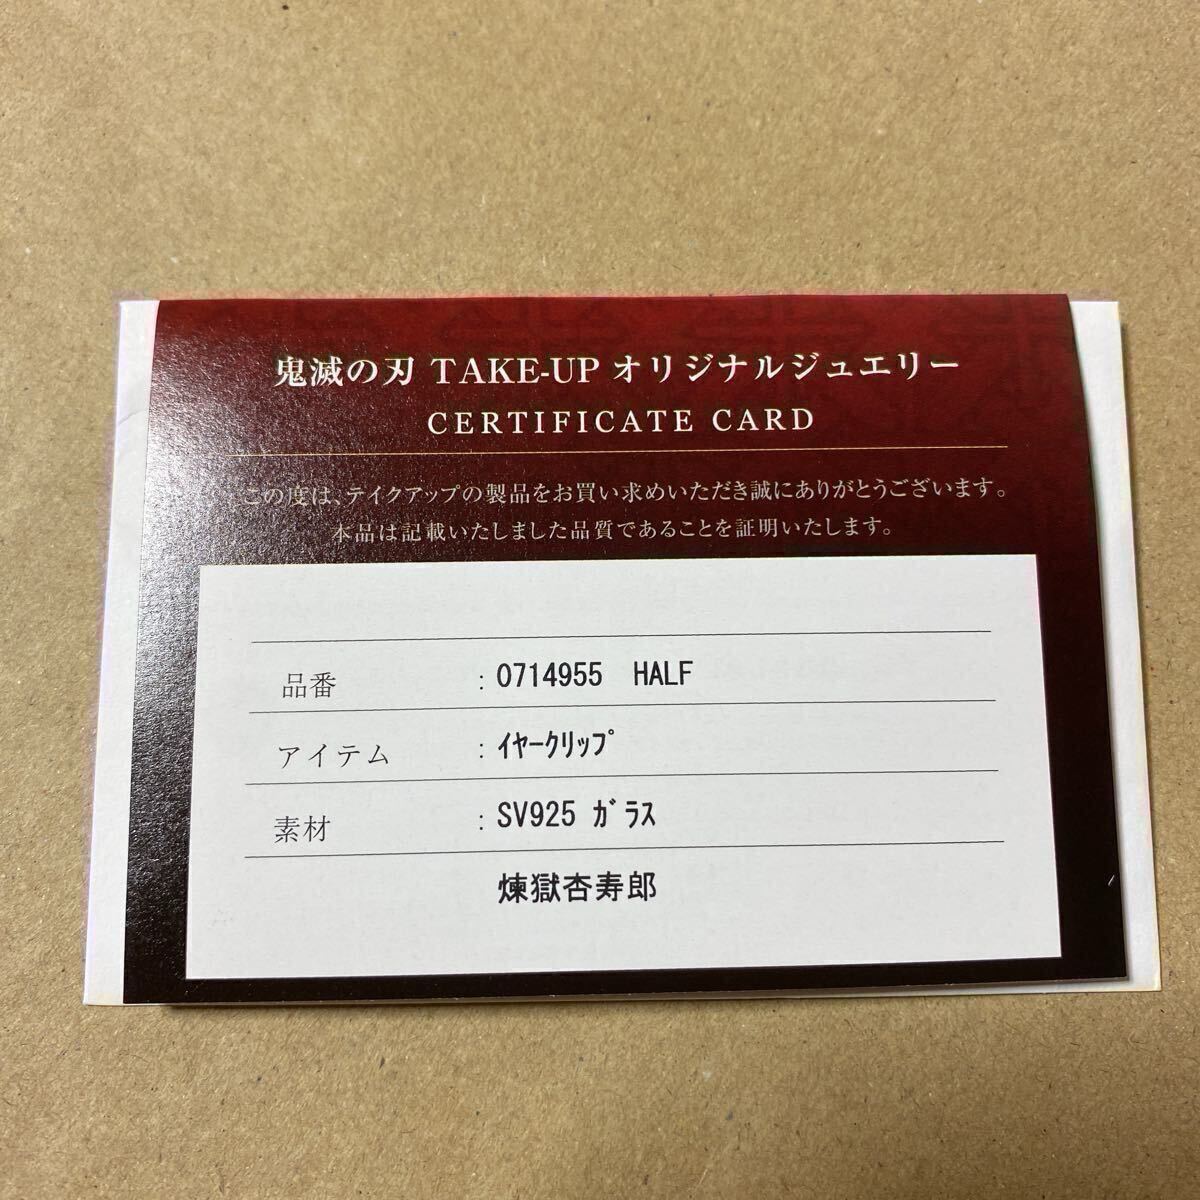 鬼滅の刃 TAKE-UP オリジナルジュエリー
CERTIFICATE CARD
この度は、テイクアップの製品をお買い求めいただき誠にありがとうございます。
本品は記載いたしました品質であることを証明いたします。
品番 : 0714955 HALF
アイテム : ｲﾔｰｸﾘｯﾌﾟ
素材 : SV925 ｶﾞﾗｽ
煉獄杏寿郎